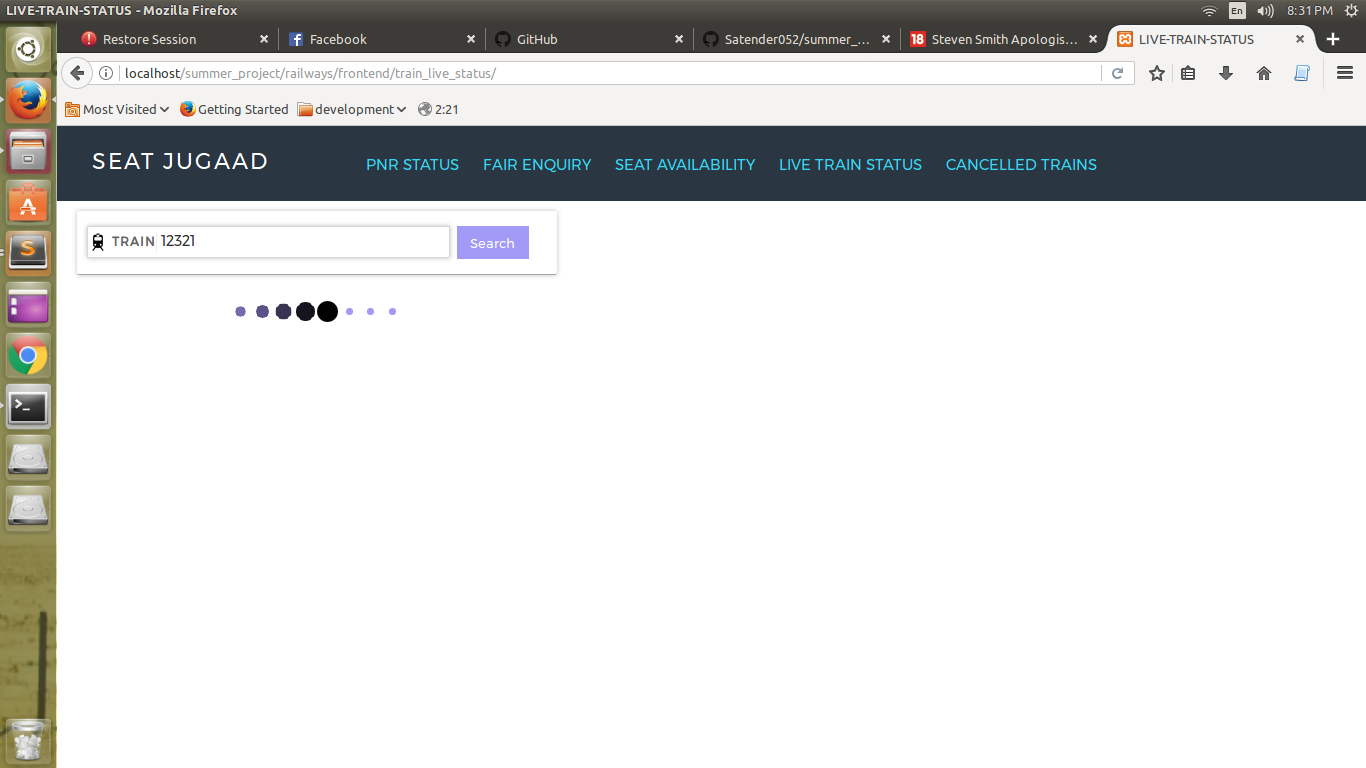 LIVE-TRAIN-STATUS - Mozilla Firefox
En
8:31 PM
Restore Session
Facebook
GitHub
Satender052/summer_...
18 Steven Smith Apologis...
LIVE-TRAIN-STATUS
localhost/summer_project/railways/frontend/train_live_status/
Most Visited
Getting Started
development
2:21
SEAT JUGAAD
PNR STATUS
FAIR ENQUIRY
SEAT AVAILABILITY
LIVE TRAIN STATUS
CANCELLED TRAINS
TRAIN 12321
Search